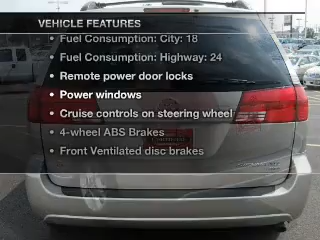 VEHICLE FEATURES
• Fuel Consumption: City: 18
• Fuel Consumption: Highway: 24
• Remote power door locks
• Power windows
• Cruise controls on steering wheel
• 4-wheel ABS Brakes
• Front Ventilated disc brakes